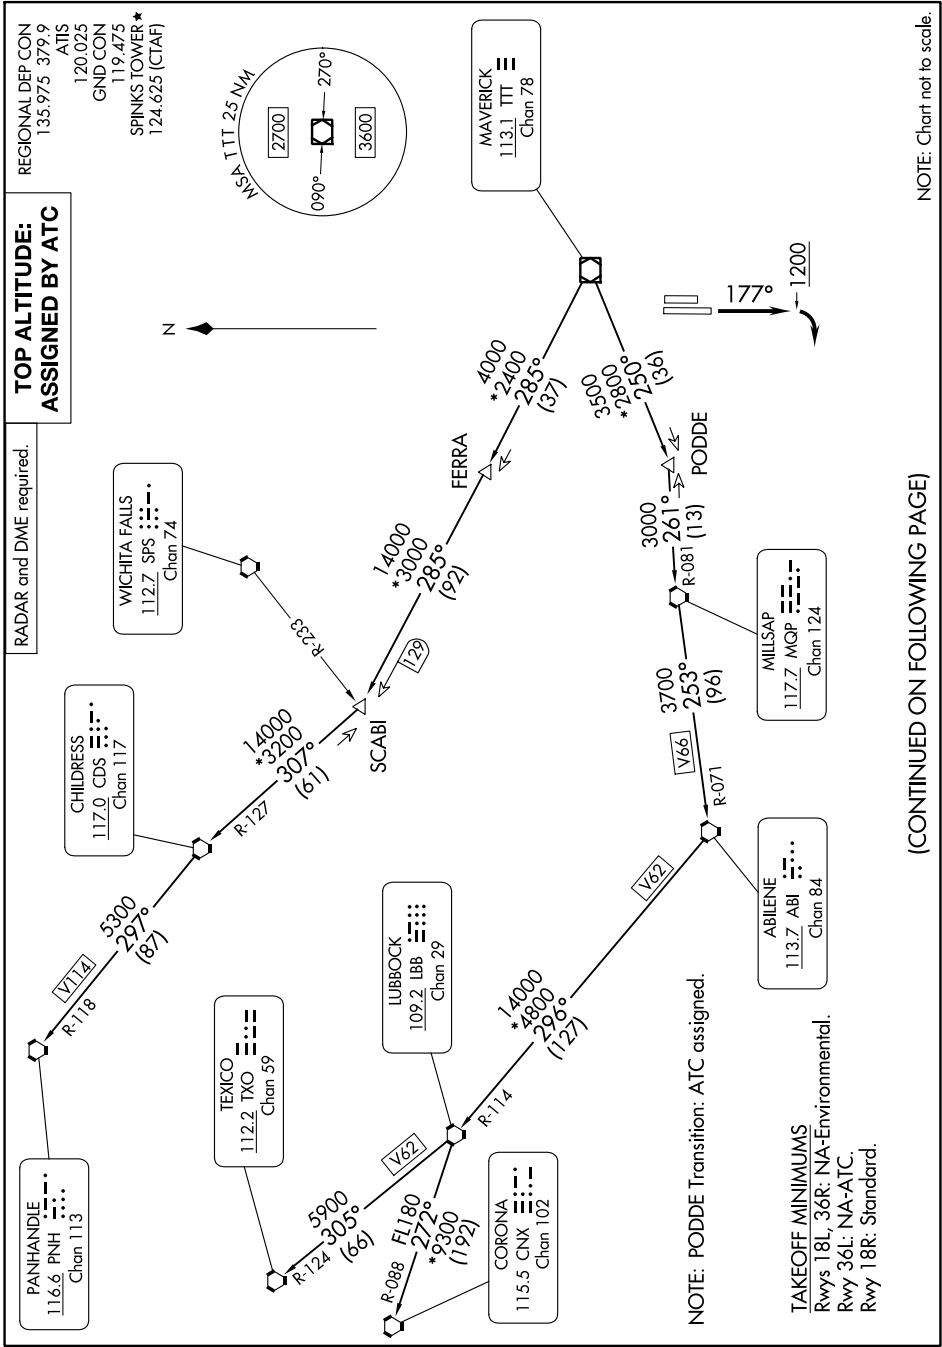 RADAR and DME required.
TOP ALTITUDE:
ASSIGNED BY ATC
REGIONAL DEP CON
135.975 379.9
ATIS
120.025
GND CON
119.475
SPINKS TOWER★
124.625 (CTAF)
N
MSA TTT 25 NM
2700
090°
270°
3600
PANHANDLE
116.6 PNH
Chan 113
R-118
V114
5300
297°
(87)
CHILDRESS
117.0 CDS
Chan 117
R-127
14000
*3200
307°
(61)
WICHITA FALLS
112.7 SPS
Chan 74
R-233
SCABI
129
14000
*3000
285°
(92)
FERRA
4000
*2400
285°
(37)
MAVERICK
113.1 TTT
Chan 78
TEXICO
112.2 TXO
Chan 59
R-124
5900
305°
(66)
V62
LUBBOCK
109.2 LBB
Chan 29
R-088
FL180
272°
*9300
(192)
CORONA
115.5 CNX
Chan 102
R-114
14000
*4800
296°
(127)
V62
ABILENE
113.7 ABI
Chan 84
R-071
V66
3700
253°
(96)
MILLSAP
117.7 MQP
Chan 124
R-081
3000
261°
(13)
PODDE
3500
*2800
250°
(36)
177°
1200
NOTE: PODDE Transition: ATC assigned.
TAKEOFF MINIMUMS
Rwys 18L, 36R: NA-Environmental.
Rwy 36L: NA-ATC.
Rwy 18R: Standard.
(CONTINUED ON FOLLOWING PAGE)
NOTE: Chart not to scale.